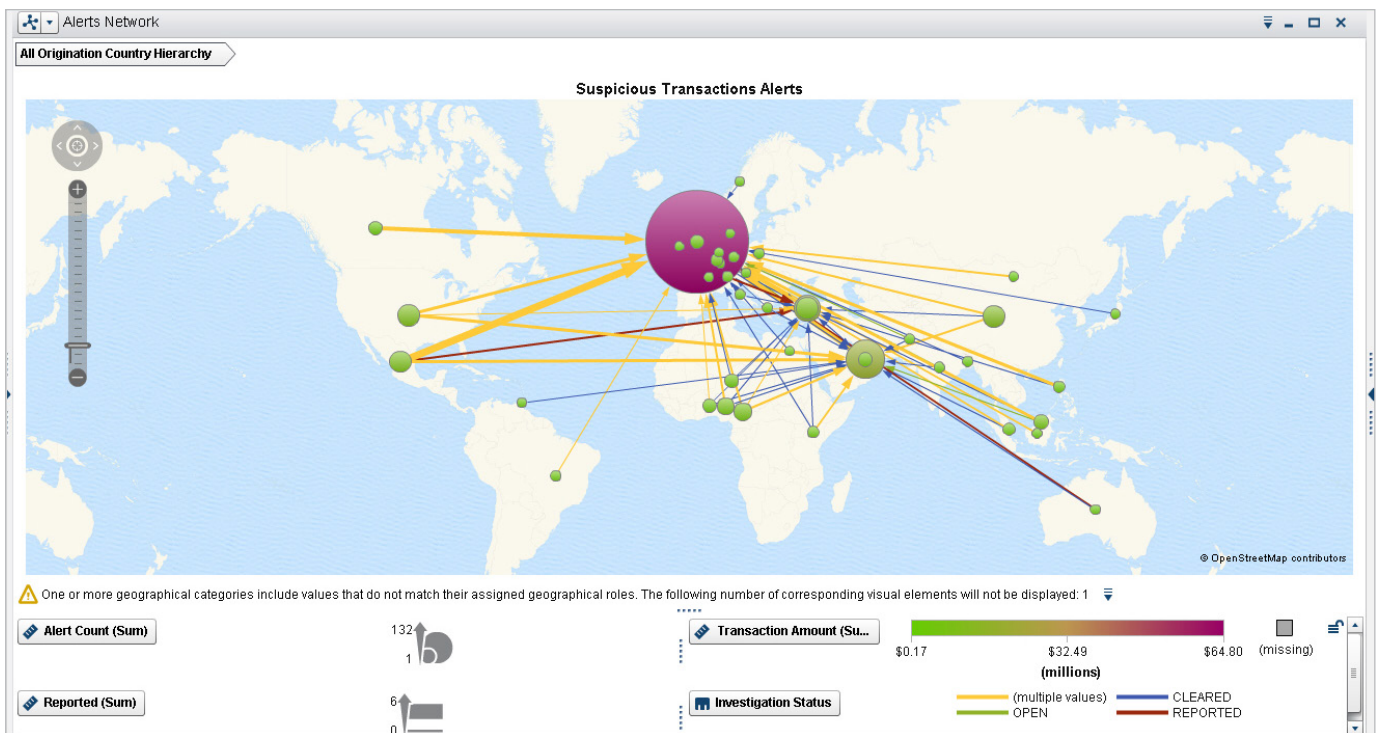 Alerts Network
All Origination Country Hierarchy
Suspicious Transactions Alerts
© OpenStreetMap contributors
One or more geographical categories include values that do not match their assigned geographical roles. The following number of corresponding visual elements will not be displayed: 1
Alert Count (Sum)
132
1
Transaction Amount (Su...
$0.17
$32.49
$64.80
(missing)
(millions)
Reported (Sum)
6
0
Investigation Status
(multiple values)
CLEARED
OPEN
REPORTED